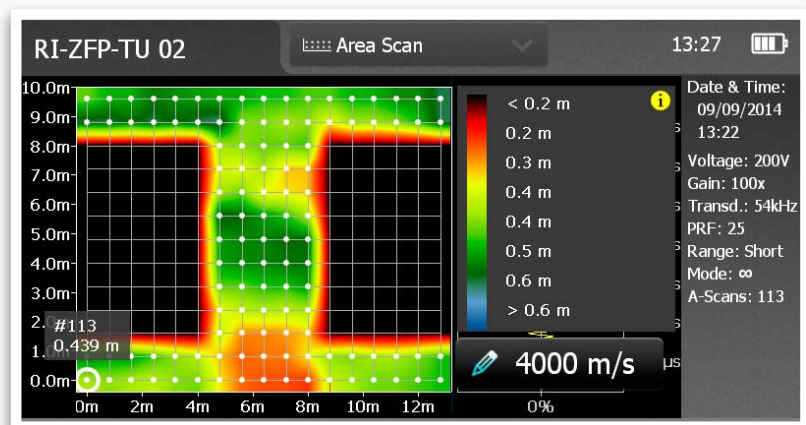 RI-ZFP-TU 02
Area Scan
13:27
10.0m
9.0m
8.0m
7.0m
6.0m
5.0m
4.0m
3.0m
2.
1.
0.0m
#113
0.439 m
0m 2m 4m 6m 8m 10m 12m
< 0.2 m
0.2 m
0.3 m
0.4 m
0.4 m
0.5 m
0.6 m
> 0.6 m
i
4000 m/s
µs
0%
s
s
s
s
s
s
Date & Time:
09/09/2014
13:22
Voltage: 200V
Gain: 100x
Transd.: 54kHz
PRF: 25
Range: Short
Mode: ∞
A-Scans: 113